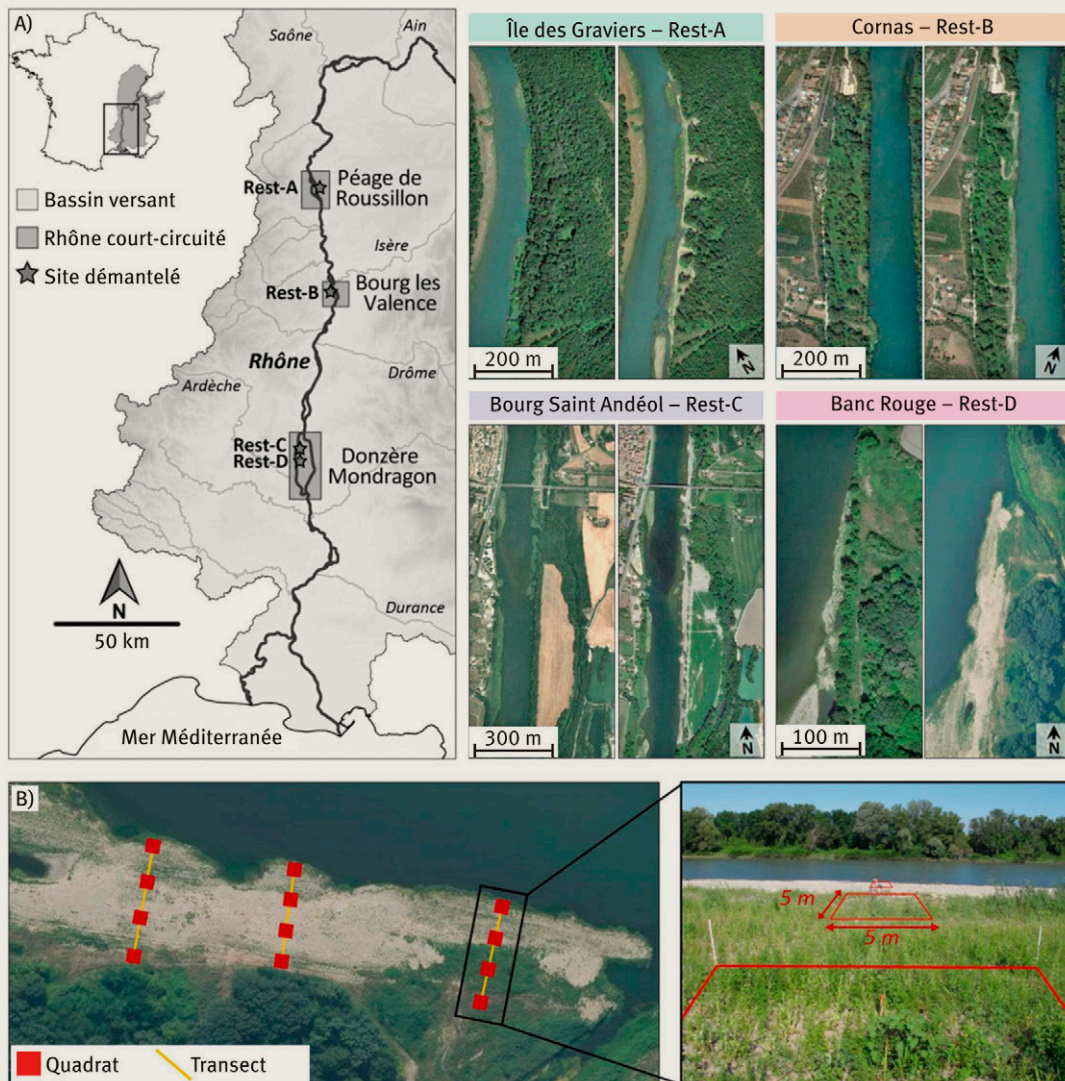 A)
Saône
Ain
Bassin versant
Rhône court-circuité
Site démantelé
Rest-A
Péage de
Roussillon
Isère
Rest-B
Bourg les
Valence
Rhône
Drôme
Ardèche
Rest-C
Rest-D
Donzère
Mondragon
N
50 km
Durance
Mer Méditerranée
Île des Graviers – Rest-A
200 m
N
Cornas – Rest-B
200 m
N
Bourg Saint Andéol – Rest-C
300 m
N
Banc Rouge – Rest-D
100 m
N
B)
Quadrat
Transect
5 m
5 m